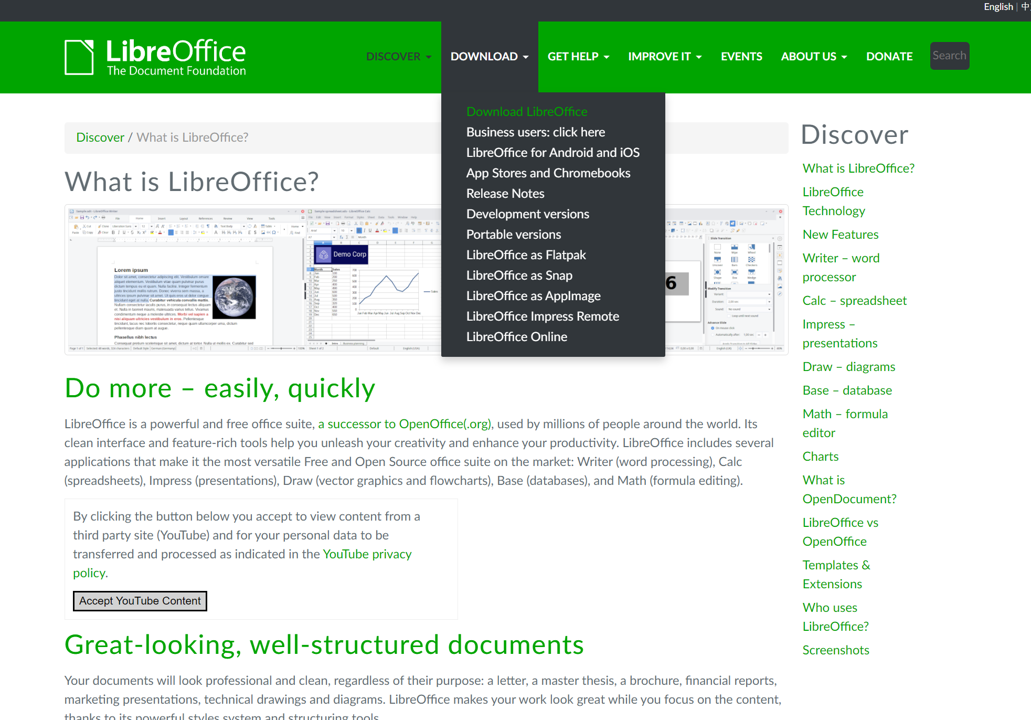 English | 中
LibreOffice
The Document Foundation
DISCOVER
DOWNLOAD
GET HELP
IMPROVE IT
EVENTS
ABOUT US
DONATE
Search
Download LibreOffice
Business users: click here
LibreOffice for Android and iOS
App Stores and Chromebooks
Release Notes
Development versions
Portable versions
LibreOffice as Flatpak
LibreOffice as Snap
LibreOffice as AppImage
LibreOffice Impress Remote
LibreOffice Online
Discover / What is LibreOffice?
What is LibreOffice?
Lorem ipsum
Phasellus nibh lectus
Demo Corp
6
Do more – easily, quickly
LibreOffice is a powerful and free office suite, a successor to OpenOffice(.org), used by millions of people around the world. Its
clean interface and feature-rich tools help you unleash your creativity and enhance your productivity. LibreOffice includes several
applications that make it the most versatile Free and Open Source office suite on the market: Writer (word processing), Calc
(spreadsheets), Impress (presentations), Draw (vector graphics and flowcharts), Base (databases), and Math (formula editing).
By clicking the button below you accept to view content from a
third party site (YouTube) and for your personal data to be
transferred and processed as indicated in the YouTube privacy
policy.
Accept YouTube Content
Great-looking, well-structured documents
Your documents will look professional and clean, regardless of their purpose: a letter, a master thesis, a brochure, financial reports,
marketing presentations, technical drawings and diagrams. LibreOffice makes your work look great while you focus on the content,
thanks to its powerful styles system and structuring tools.
Discover
What is LibreOffice?
LibreOffice
Technology
New Features
Writer – word
processor
Calc – spreadsheet
Impress –
presentations
Draw – diagrams
Base – database
Math – formula
editor
Charts
What is
OpenDocument?
LibreOffice vs
OpenOffice
Templates &
Extensions
Who uses
LibreOffice?
Screenshots